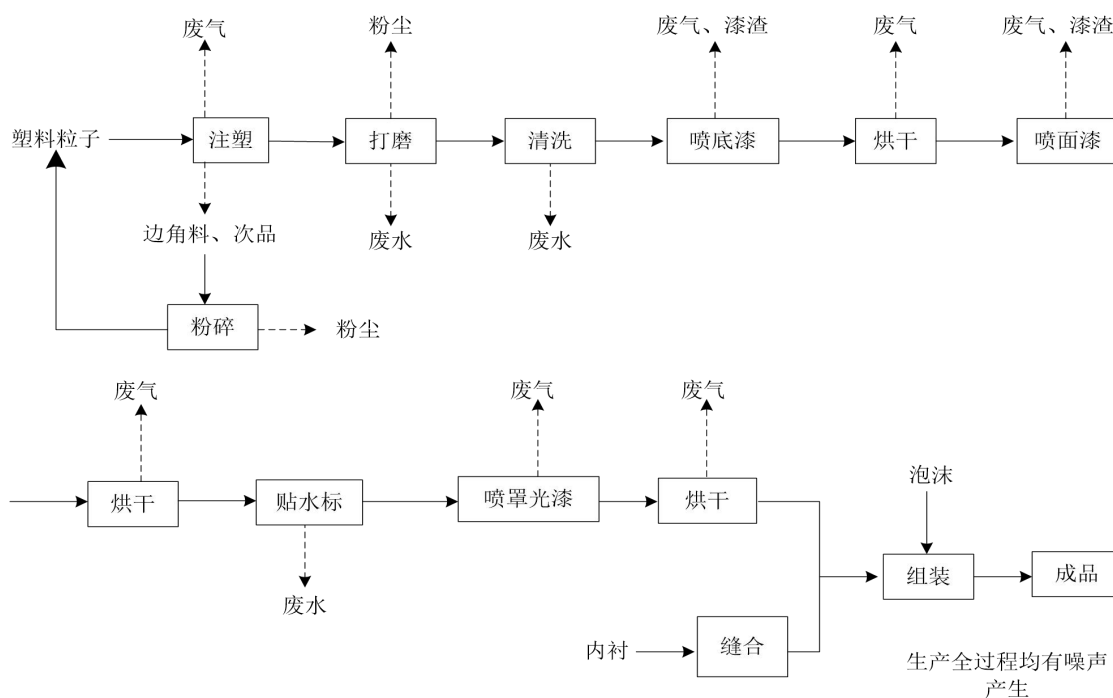 废气
粉尘
废气、漆渣
废气
废气、漆渣
塑料粒子
注塑
打磨
清洗
喷底漆
烘干
喷面漆
边角料、次品
废水
废水
粉碎
粉尘
废气
废气
废气
烘干
贴水标
喷罩光漆
烘干
泡沫
组装
成品
废水
内衬
缝合
生产全过程均有噪声
产生